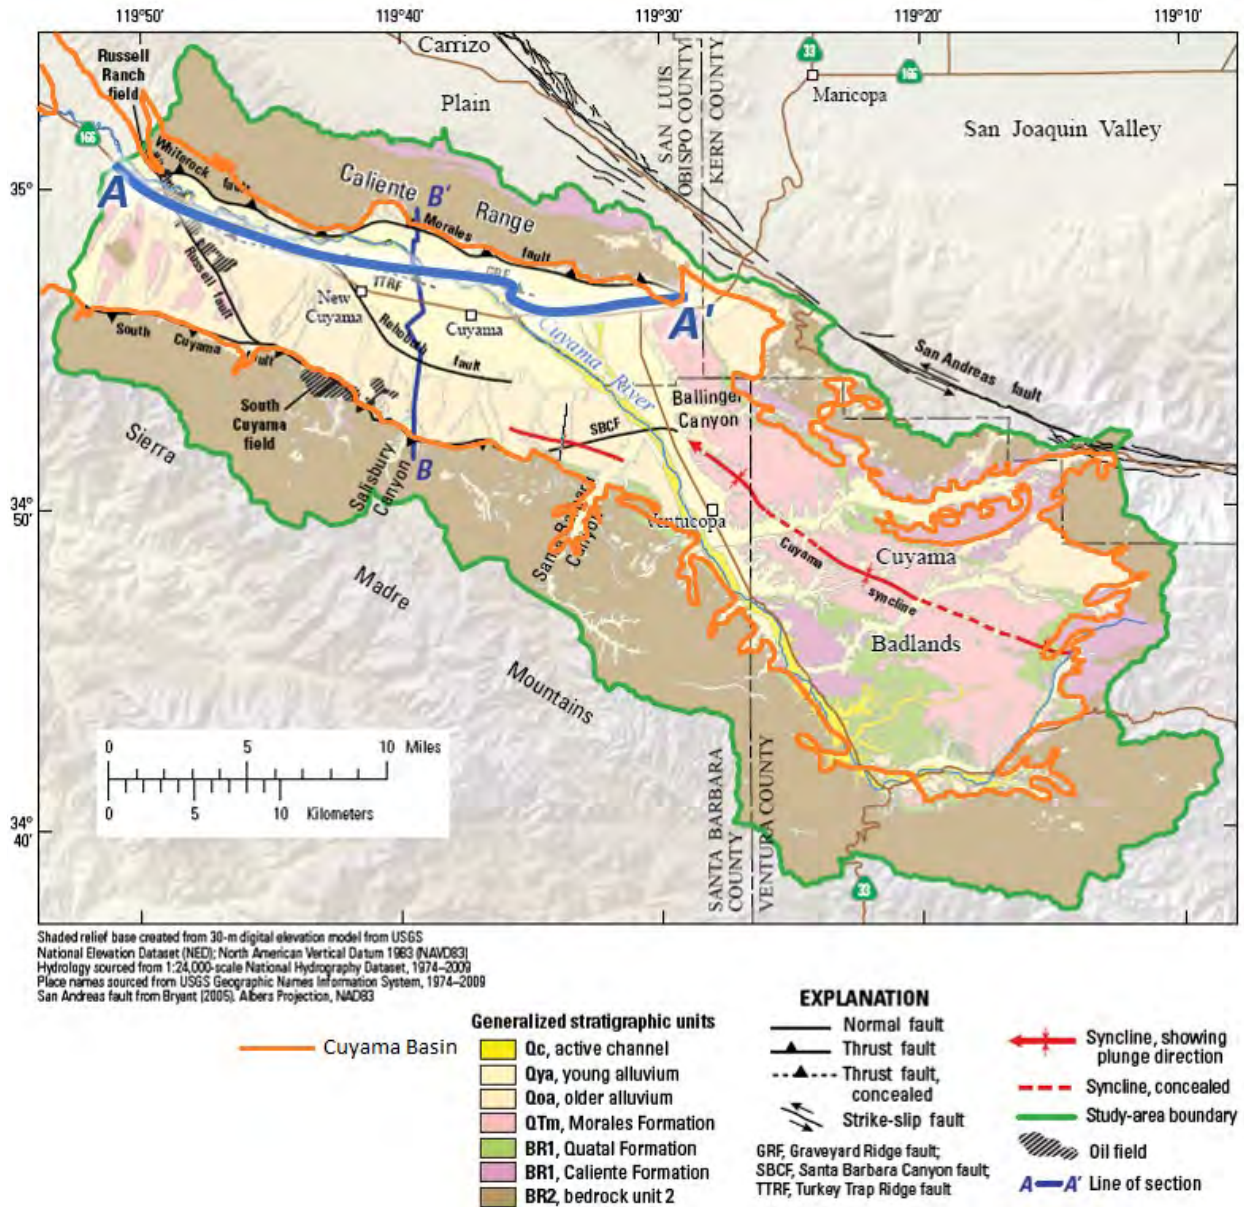 119°50'
119°40'
119°30'
119°20'
119°10'
Russell
Ranch
field
Carrizo
Plain
33
166
Maricopa
SAN LUIS
OBISPO COUNTY
KERN COUNTY
San Joaquin Valley
166
35°
A
Whiterock fault
Caliente
Range
B'
Morales fault
Russell fault
GRF
TTRF
New
Cuyama
Cuyama
A'
Cuyama River
Rehoboth fault
San Andreas fault
South Cuyama fault
South
Cuyama
field
Ballinger
Canyon
SBCF
Sierra
Salisbury
Canyon
B
34°
50'
Santa Barbara
Canyon
Ventucopa
Cuyama
syncline
Cuyama
Badlands
Madre
Mountains
0 5 10 Miles
0 5 10 Kilometers
SANTA BARBARA
COUNTY
VENTURA COUNTY
34°
40'
33
Shaded relief base created from 30-m digital elevation model from USGS
National Elevation Dataset (NED); North American Vertical Datum 1983 (NAVD83)
Hydrology sourced from 1:24,000-scale National Hydrography Dataset, 1974–2009
Place names sourced from USGS Geographic Names Information System, 1974–2009
San Andreas fault from Bryant (2005). Albers Projection, NAD83
EXPLANATION
Cuyama Basin
Generalized stratigraphic units
Qc, active channel
Qya, young alluvium
Qoa, older alluvium
QTm, Morales Formation
BR1, Quatal Formation
BR1, Caliente Formation
BR2, bedrock unit 2
Normal fault
Thrust fault
Thrust fault,
concealed
Strike-slip fault
GRF, Graveyard Ridge fault;
SBCF, Santa Barbara Canyon fault;
TTRF, Turkey Trap Ridge fault
Syncline, showing
plunge direction
Syncline, concealed
Study-area boundary
Oil field
A A' Line of section